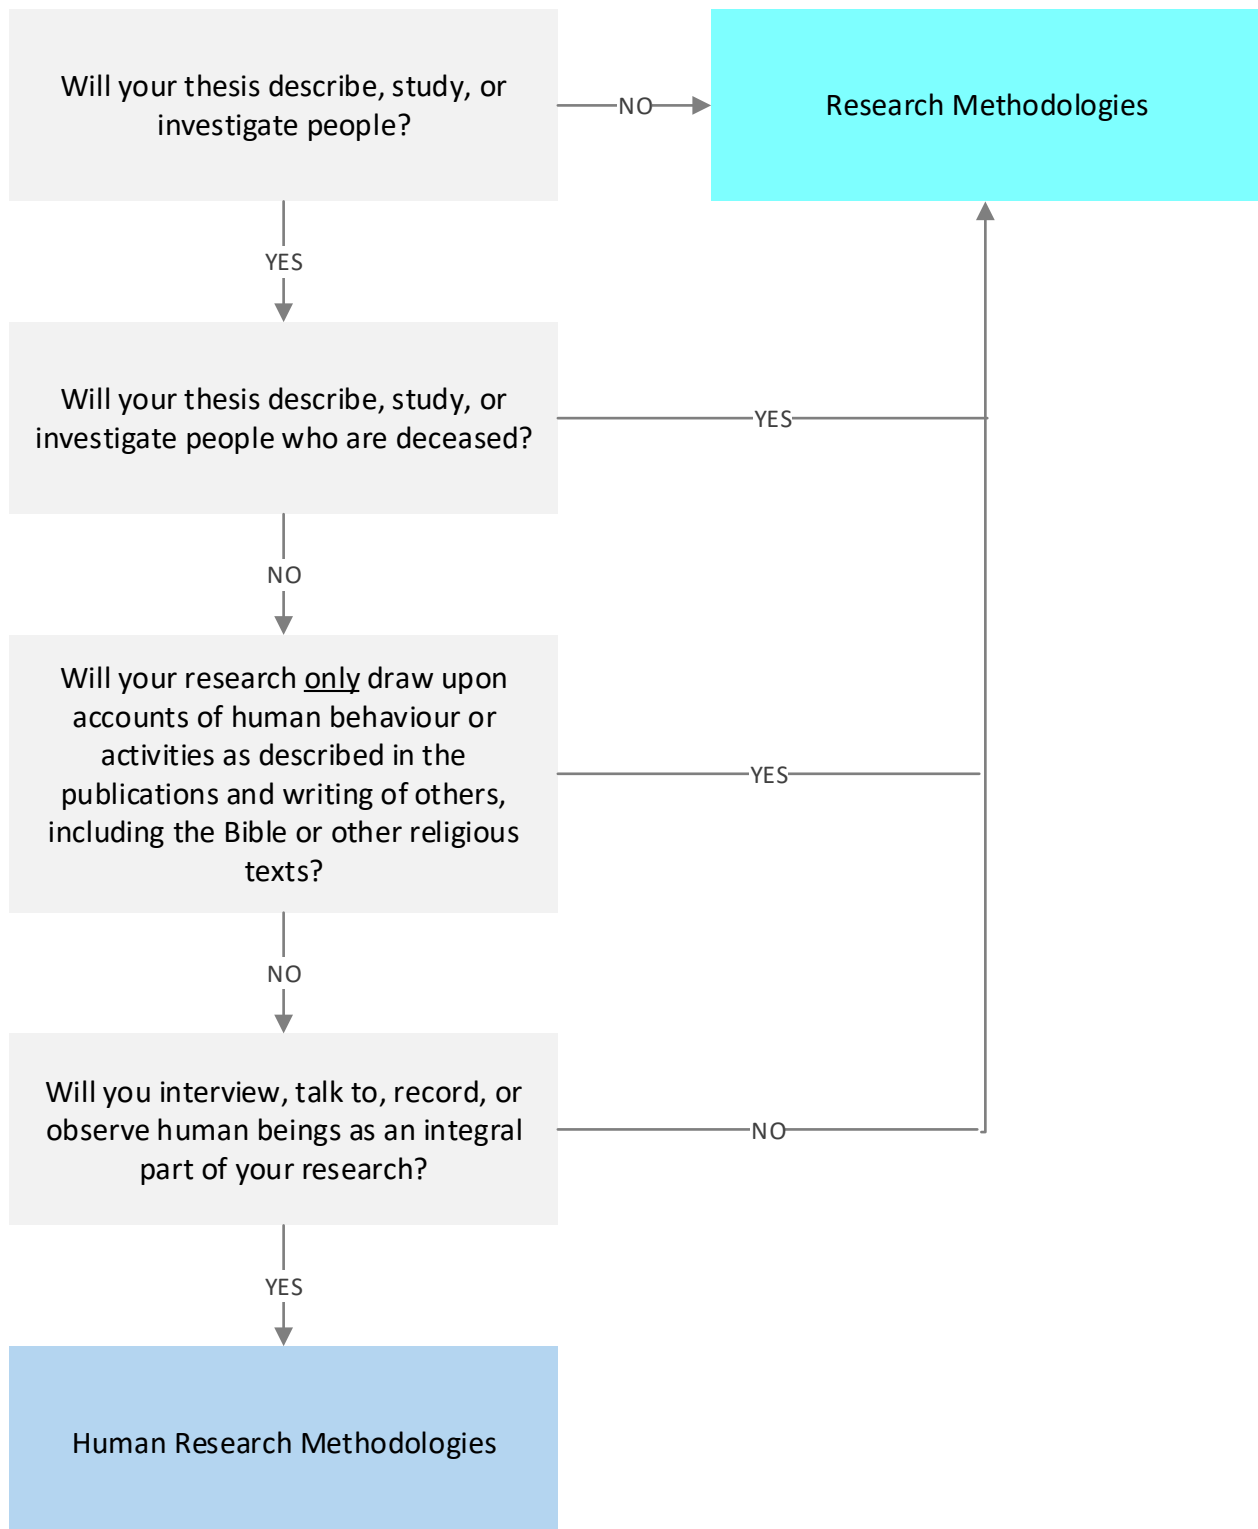 Will your thesis describe, study, or
investigate people?
NO
Research Methodologies
YES
Will your thesis describe, study, or
investigate people who are deceased?
YES
NO
Will your research only draw upon
accounts of human behaviour or
activities as described in the
publications and writing of others,
including the Bible or other religious
texts?
YES
NO
Will you interview, talk to, record, or
observe human beings as an integral
part of your research?
NO
YES
Human Research Methodologies